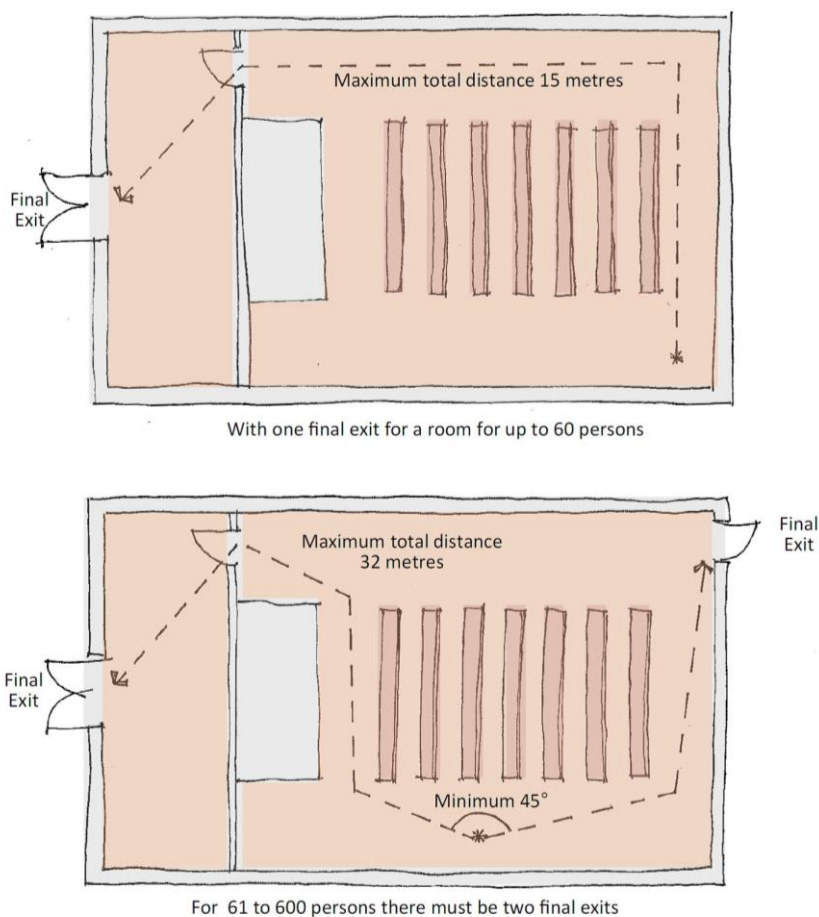 Maximum total distance 15 metres
Final
Exit
With one final exit for a room for up to 60 persons
Maximum total distance
32 metres
Final
Exit
Final
Exit
Minimum 45°
For 61 to 600 persons there must be two final exits